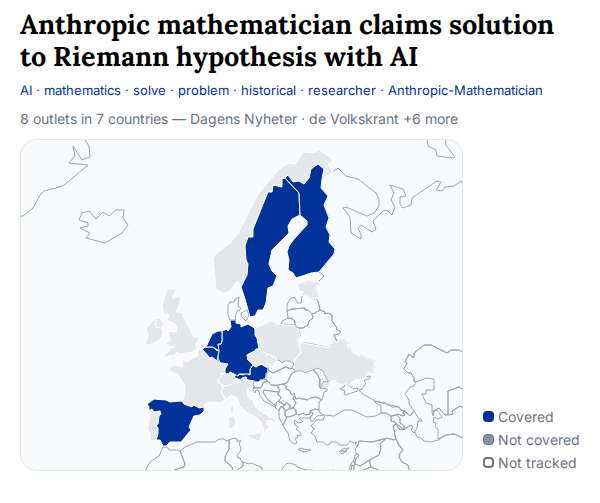 Anthropic mathematician claims solution
to Riemann hypothesis with AI
AI · mathematics · solve · problem · historical · researcher · Anthropic-Mathematician
8 outlets in 7 countries — Dagens Nyheter · de Volkskrant +6 more
Covered
Not covered
Not tracked